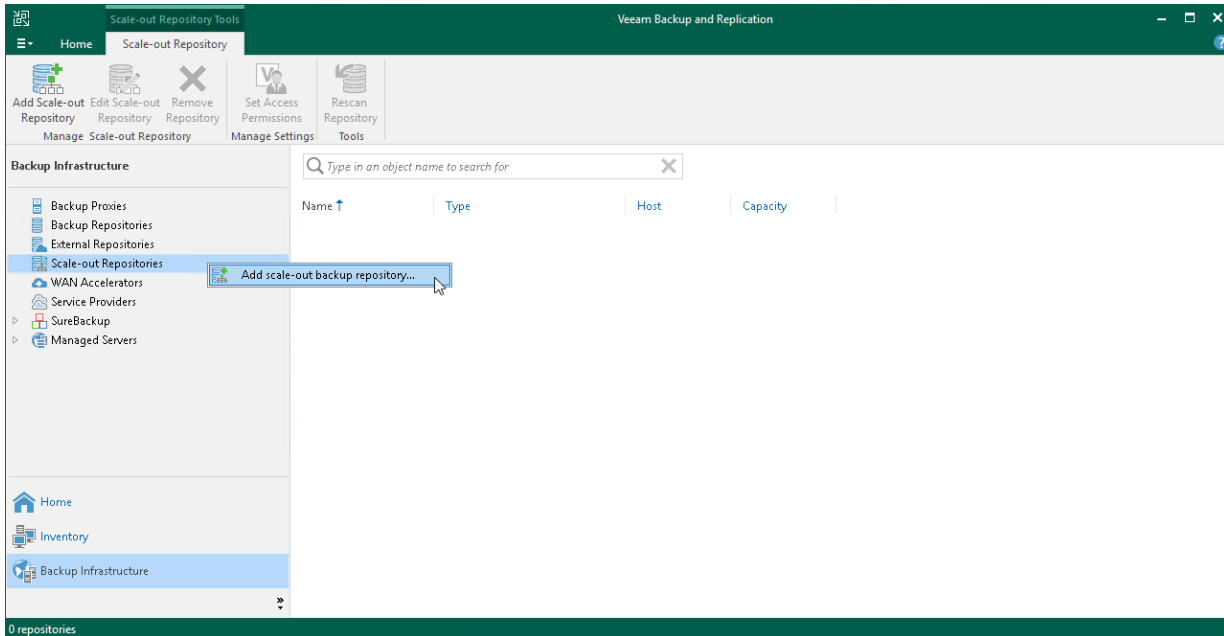 Scale-out Repository Tools
Veeam Backup and Replication
Home
Scale-out Repository
Add Scale-out Repository
Edit Scale-out Repository
Remove Repository
Set Access Permissions
Rescan Repository
Manage Scale-out Repository
Manage Settings
Tools
Backup Infrastructure
Type in an object name to search for
Name
Type
Host
Capacity
Backup Proxies
Backup Repositories
External Repositories
Scale-out Repositories
Add scale-out backup repository...
WAN Accelerators
Service Providers
SureBackup
Managed Servers
Home
Inventory
Backup Infrastructure
0 repositories